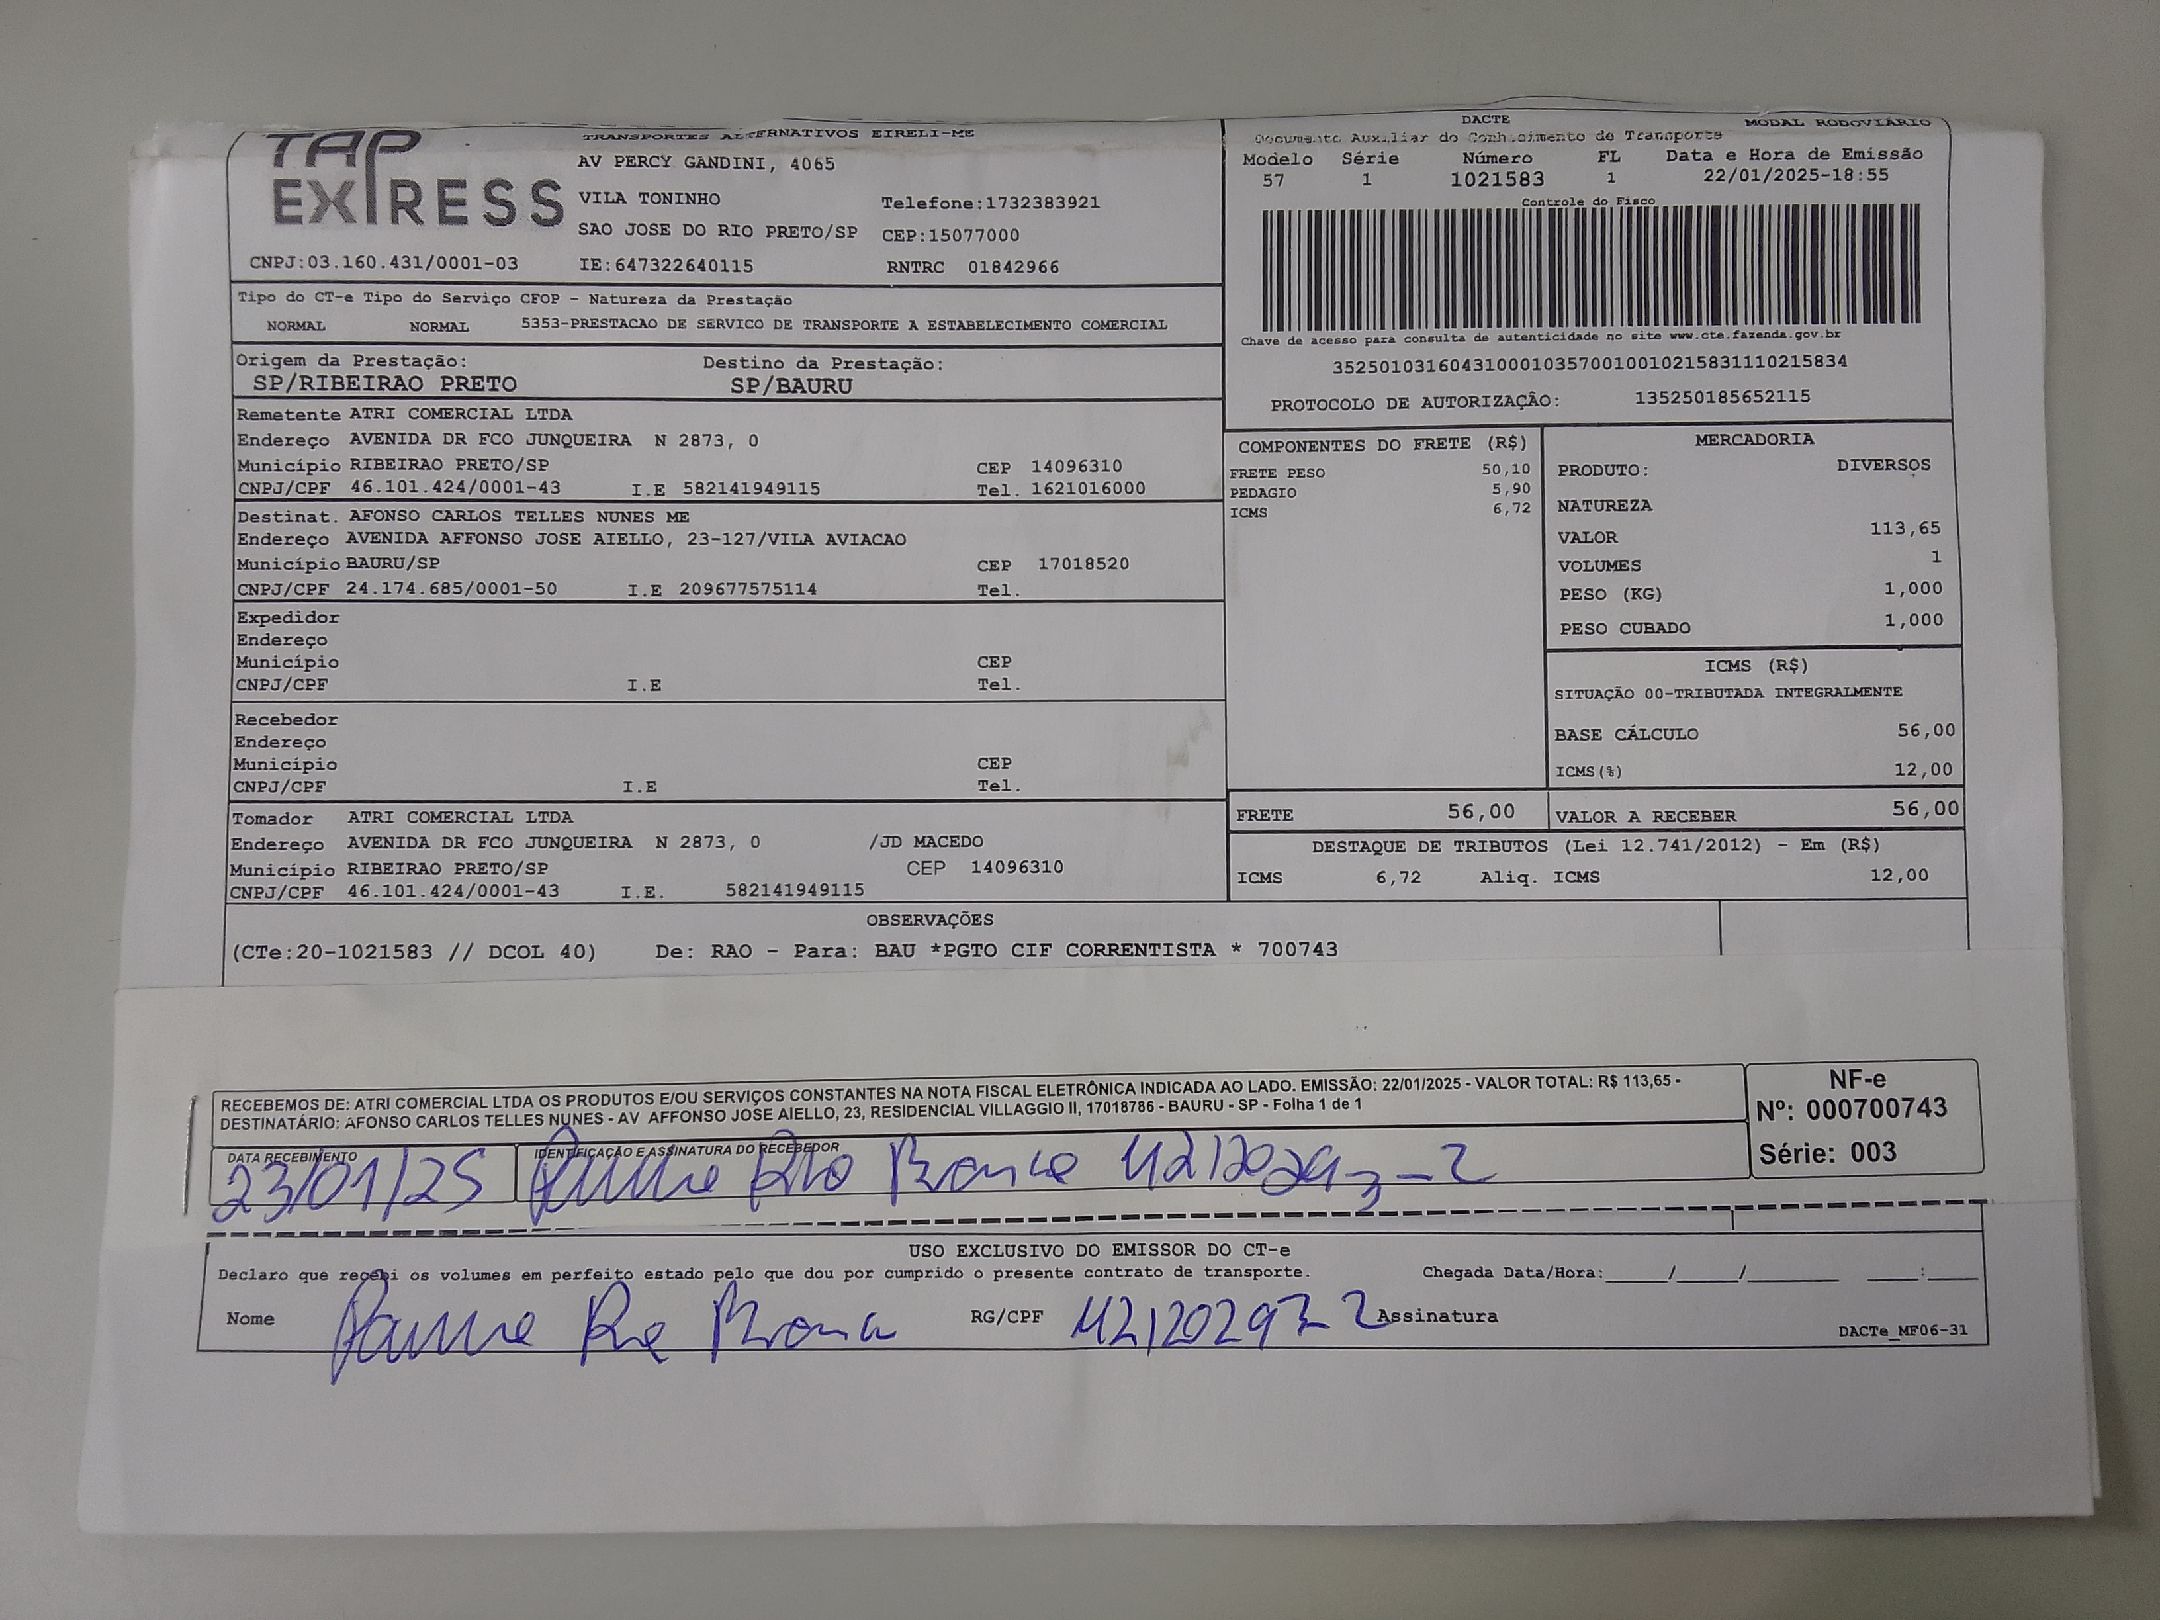 TAP EXPRESS
TRANSPORTES ALTERNATIVOS EIRELI-ME
AV PERCY GANDINI, 4065
VILA TONINHO Telefone:1732383921
SAO JOSE DO RIO PRETO/SP CEP:15077000
CNPJ:03.160.431/0001-03 IE:647322640115 RNTRC 01842966
DACTE MODAL RODOVIÁRIO
Documento Auxiliar do Conhecimento de Transporte
Modelo Série Número FL Data e Hora de Emissão
57 1 1021583 1 22/01/2025-18:55
Controle do Fisco
Chave de acesso para consulta de autenticidade no site www.cte.fazenda.gov.br
35250103160431000103570010010215831110215834
PROTOCOLO DE AUTORIZAÇÃO: 135250185652115
Tipo do CT-e Tipo do Serviço CFOP - Natureza da Prestação
NORMAL NORMAL 5353-PRESTACAO DE SERVICO DE TRANSPORTE A ESTABELECIMENTO COMERCIAL
Origem da Prestação: Destino da Prestação:
SP/RIBEIRAO PRETO SP/BAURU
Remetente ATRI COMERCIAL LTDA
Endereço AVENIDA DR FCO JUNQUEIRA N 2873, 0
Município RIBEIRAO PRETO/SP CEP 14096310
CNPJ/CPF 46.101.424/0001-43 I.E 582141949115 Tel. 1621016000
Destinat. AFONSO CARLOS TELLES NUNES ME
Endereço AVENIDA AFFONSO JOSE AIELLO, 23-127/VILA AVIACAO
Município BAURU/SP CEP 17018520
CNPJ/CPF 24.174.685/0001-50 I.E 209677575114 Tel.
Expedidor
Endereço
Município CEP
CNPJ/CPF I.E Tel.
Recebedor
Endereço
Município CEP
CNPJ/CPF I.E Tel.
Tomador ATRI COMERCIAL LTDA
Endereço AVENIDA DR FCO JUNQUEIRA N 2873, 0 /JD MACEDO
Município RIBEIRAO PRETO/SP CEP 14096310
CNPJ/CPF 46.101.424/0001-43 I.E. 582141949115
COMPONENTES DO FRETE (R$)
FRETE PESO 50,10
PEDAGIO 5,90
ICMS 6,72
MERCADORIA
PRODUTO: DIVERSOS
NATUREZA
VALOR 113,65
VOLUMES 1
PESO (KG) 1,000
PESO CUBADO 1,000
ICMS (R$)
SITUAÇÃO 00-TRIBUTADA INTEGRALMENTE
BASE CÁLCULO 56,00
ICMS(%) 12,00
FRETE 56,00 VALOR A RECEBER 56,00
DESTAQUE DE TRIBUTOS (Lei 12.741/2012) - Em (R$)
ICMS 6,72 Aliq. ICMS 12,00
OBSERVAÇÕES
(CTe:20-1021583 // DCOL 40) De: RAO - Para: BAU *PGTO CIF CORRENTISTA * 700743
RECEBEMOS DE: ATRI COMERCIAL LTDA OS PRODUTOS E/OU SERVIÇOS CONSTANTES NA NOTA FISCAL ELETRÔNICA INDICADA AO LADO. EMISSÃO: 22/01/2025 - VALOR TOTAL: R$ 113,65 -
DESTINATÁRIO: AFONSO CARLOS TELLES NUNES - AV AFFONSO JOSE AIELLO, 23, RESIDENCIAL VILLAGGIO II, 17018786 - BAURU - SP - Folha 1 de 1
NF-e
Nº: 000700743
Série: 003
DATA RECEBIMENTO IDENTIFICAÇÃO E ASSINATURA DO RECEBEDOR
23/01/25
USO EXCLUSIVO DO EMISSOR DO CT-e
Declaro que recebi os volumes em perfeito estado pelo que dou por cumprido o presente contrato de transporte. Chegada Data/Hora:____/____/______ ____:____
Nome RG/CPF Assinatura
DACTe_MF06-31